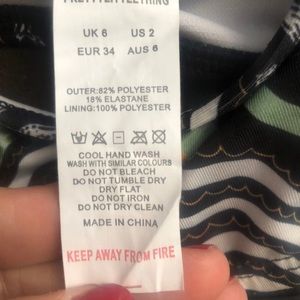 PRETTYLITTLETHING
UK 6 US 2
EUR 34 AUS 6
OUTER:82% POLYESTER
18% ELASTANE
LINING:100% POLYESTER
COOL HAND WASH
WASH WITH SIMILAR COLOURS
DO NOT BLEACH
DO NOT TUMBLE DRY
DRY FLAT
DO NOT IRON
DO NOT DRY CLEAN
MADE IN CHINA
KEEP AWAY FROM FIRE